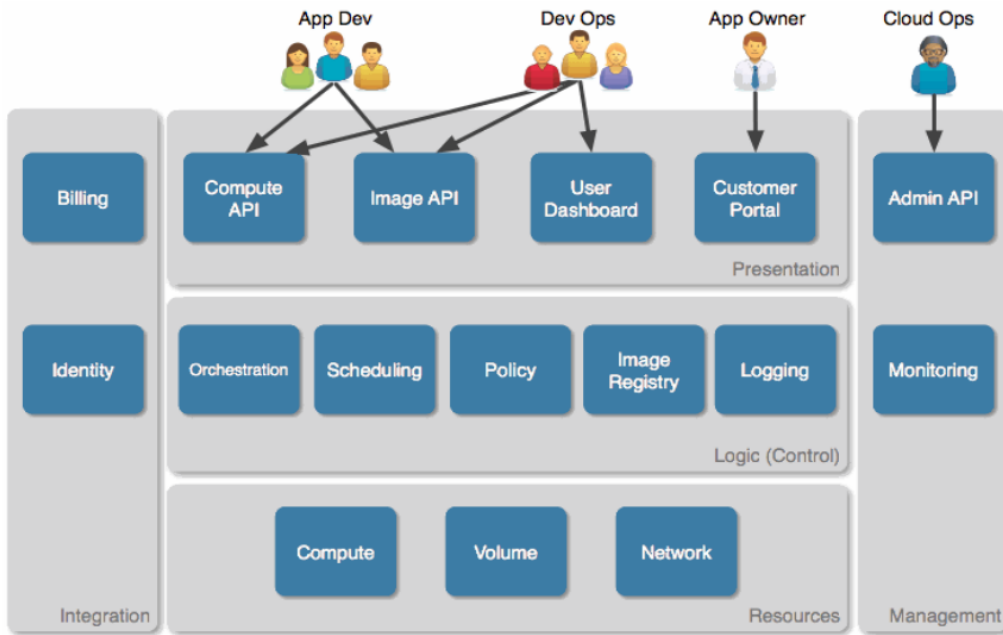 App Dev
Dev Ops
App Owner
Cloud Ops
Billing
Compute
API
Image API
User
Dashboard
Customer
Portal
Admin API
Presentation
Identity
Orchestration
Scheduling
Policy
Image
Registry
Logging
Monitoring
Logic (Control)
Compute
Volume
Network
Integration
Resources
Management